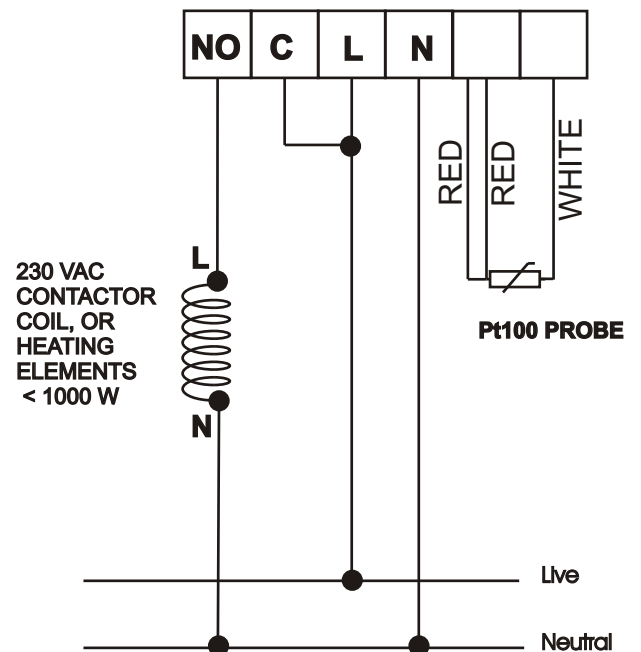 NO C L N
RED
RED
WHITE
L
230 VAC
CONTACTOR
COIL, OR
HEATING
ELEMENTS
< 1000 W
Pt100 PROBE
N
Live
Neutral